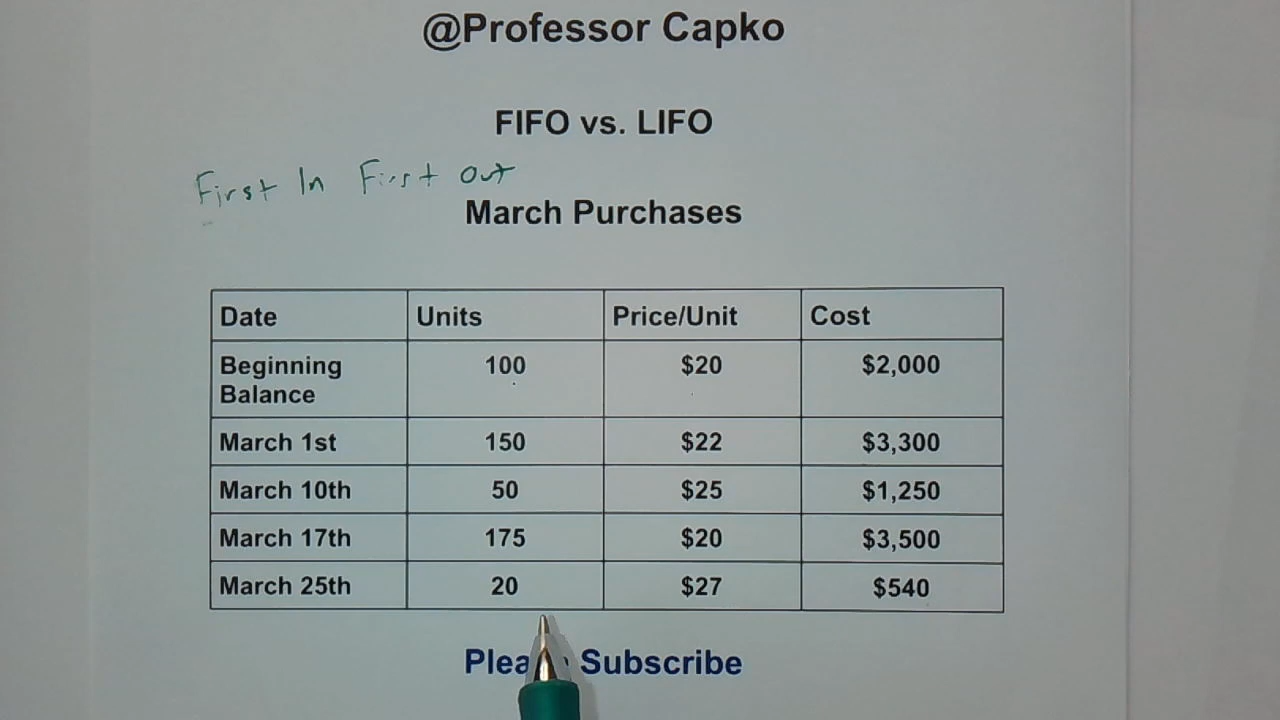 @Professor Capko
FIFO vs. LIFO
First In First Out
March Purchases
Date Units Price/Unit Cost
Beginning Balance 100 $20 $2,000
March 1st 150 $22 $3,300
March 10th 50 $25 $1,250
March 17th 175 $20 $3,500
March 25th 20 $27 $540
Subscribe